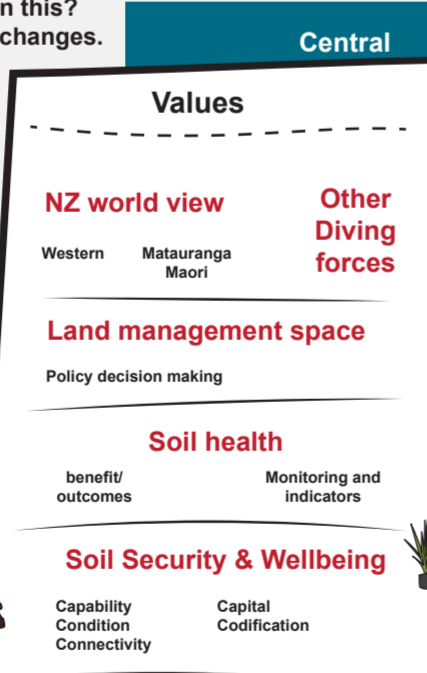 n this?
changes.
Central
Values
NZ world view
Western
Matauranga
Maori
Other
Diving
forces
Land management space
Policy decision making
Soil health
benefit/
outcomes
Monitoring and
indicators
Soil Security & Wellbeing
Capability
Condition
Connectivity
Capital
Codification